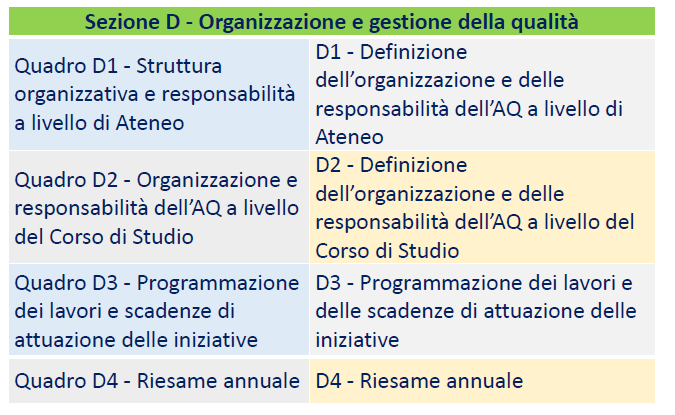 Sezione D - Organizzazione e gestione della qualità
Quadro D1 - Struttura
organizzativa e responsabilità
a livello di Ateneo
D1 - Definizione
dell’organizzazione e delle
responsabilità dell’AQ a livello di
Ateneo
Quadro D2 - Organizzazione e
responsabilità dell’AQ a livello
del Corso di Studio
D2 - Definizione
dell’organizzazione e delle
responsabilità dell’AQ a livello del
Corso di Studio
Quadro D3 - Programmazione
dei lavori e scadenze di
attuazione delle iniziative
D3 - Programmazione dei lavori e
delle scadenze di attuazione delle
iniziative
Quadro D4 - Riesame annuale
D4 - Riesame annuale